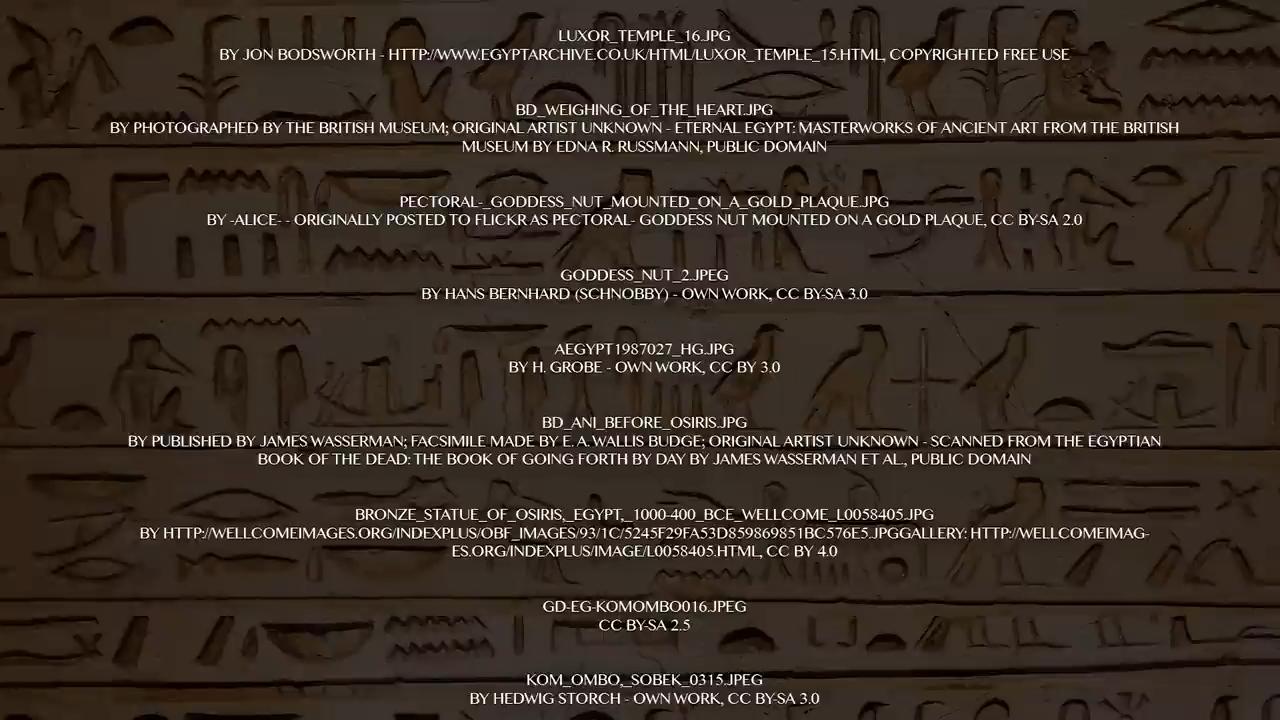 LUXOR_TEMPLE_16.JPG
BY JON BODSWORTH - HTTP://WWW.EGYPTARCHIVE.CO.UK/HTML/LUXOR_TEMPLE_15.HTML, COPYRIGHTED FREE USE
BD_WEIGHING_OF_THE_HEART.JPG
BY PHOTOGRAPHED BY THE BRITISH MUSEUM; ORIGINAL ARTIST UNKNOWN - ETERNAL EGYPT: MASTERWORKS OF ANCIENT ART FROM THE BRITISH
MUSEUM BY EDNA R. RUSSMANN, PUBLIC DOMAIN
PECTORAL-_GODDESS_NUT_MOUNTED_ON_A_GOLD_PLAQUE.JPG
BY -ALICE- - ORIGINALLY POSTED TO FLICKR AS PECTORAL- GODDESS NUT MOUNTED ON A GOLD PLAQUE, CC BY-SA 2.0
GODDESS_NUT_2.JPEG
BY HANS BERNHARD (SCHNOBBY) - OWN WORK, CC BY-SA 3.0
AEGYPT1987027_HG.JPG
BY H. GROBE - OWN WORK, CC BY 3.0
BD_ANI_BEFORE_OSIRIS.JPG
BY PUBLISHED BY JAMES WASSERMAN; FACSIMILE MADE BY E. A. WALLIS BUDGE; ORIGINAL ARTIST UNKNOWN - SCANNED FROM THE EGYPTIAN
BOOK OF THE DEAD: THE BOOK OF GOING FORTH BY DAY BY JAMES WASSERMAN ET AL., PUBLIC DOMAIN
BRONZE_STATUE_OF_OSIRIS,_EGYPT,_1000-400_BCE_WELLCOME_L0058405.JPG
BY HTTP://WELLCOMEIMAGES.ORG/INDEXPLUS/OBF_IMAGES/93/1C/5245F29FA53D859869851BC576E5.JPGGALLERY: HTTP://WELLCOMEIMAG-
ES.ORG/INDEXPLUS/IMAGE/L0058405.HTML, CC BY 4.0
GD-EG-KOMOMBO016.JPEG
CC BY-SA 2.5
KOM_OMBO,_SOBEK_0315.JPEG
BY HEDWIG STORCH - OWN WORK, CC BY-SA 3.0